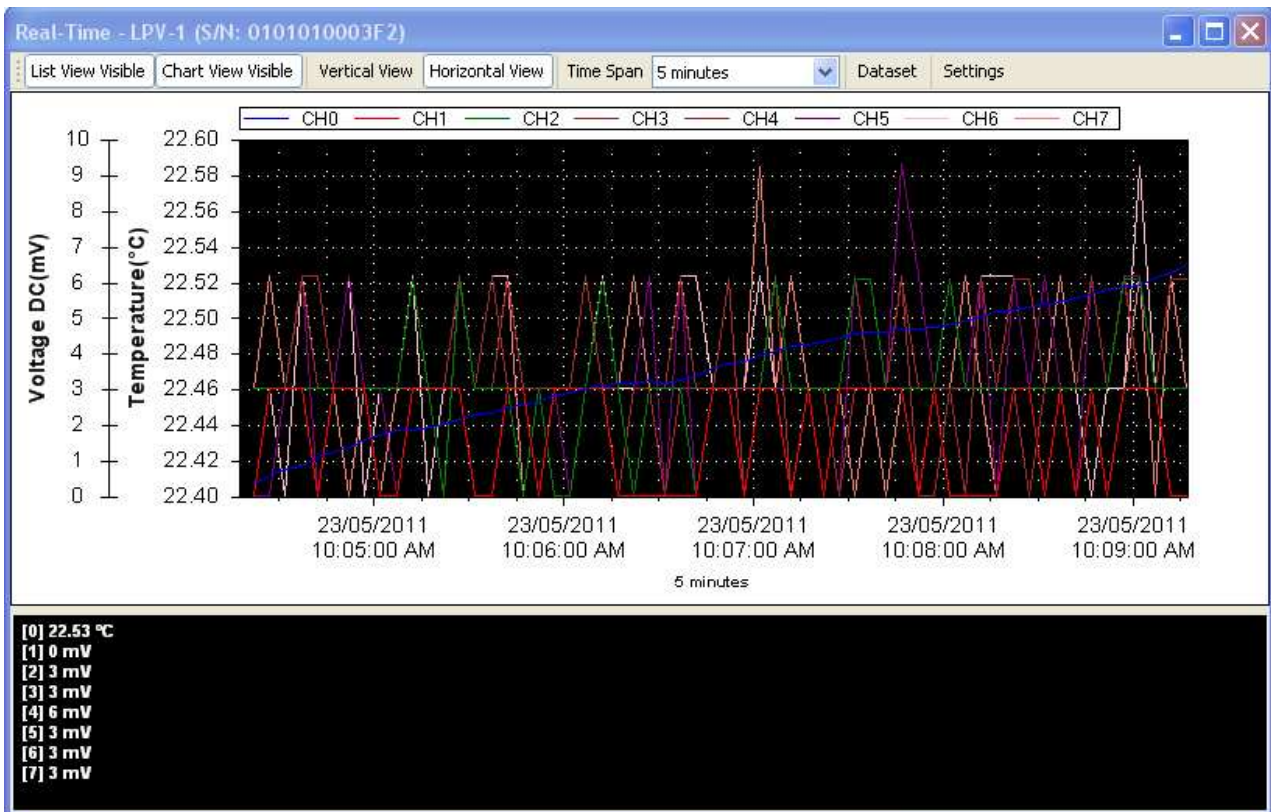 Real-Time - LPV-1 (S/N: 0101010003F2)
List View Visible Chart View Visible Vertical View Horizontal View Time Span 5 minutes Dataset Settings
CH0 CH1 CH2 CH3 CH4 CH5 CH6 CH7
Voltage DC(mV)
10
9
8
7
6
5
4
3
2
1
0
Temperature(°C)
22.60
22.58
22.56
22.54
22.52
22.50
22.48
22.46
22.44
22.42
22.40
23/05/2011 23/05/2011 23/05/2011 23/05/2011 23/05/2011
10:05:00 AM 10:06:00 AM 10:07:00 AM 10:08:00 AM 10:09:00 AM
5 minutes
[0] 22.53 ºC
[1] 0 mV
[2] 3 mV
[3] 3 mV
[4] 6 mV
[5] 3 mV
[6] 3 mV
[7] 3 mV